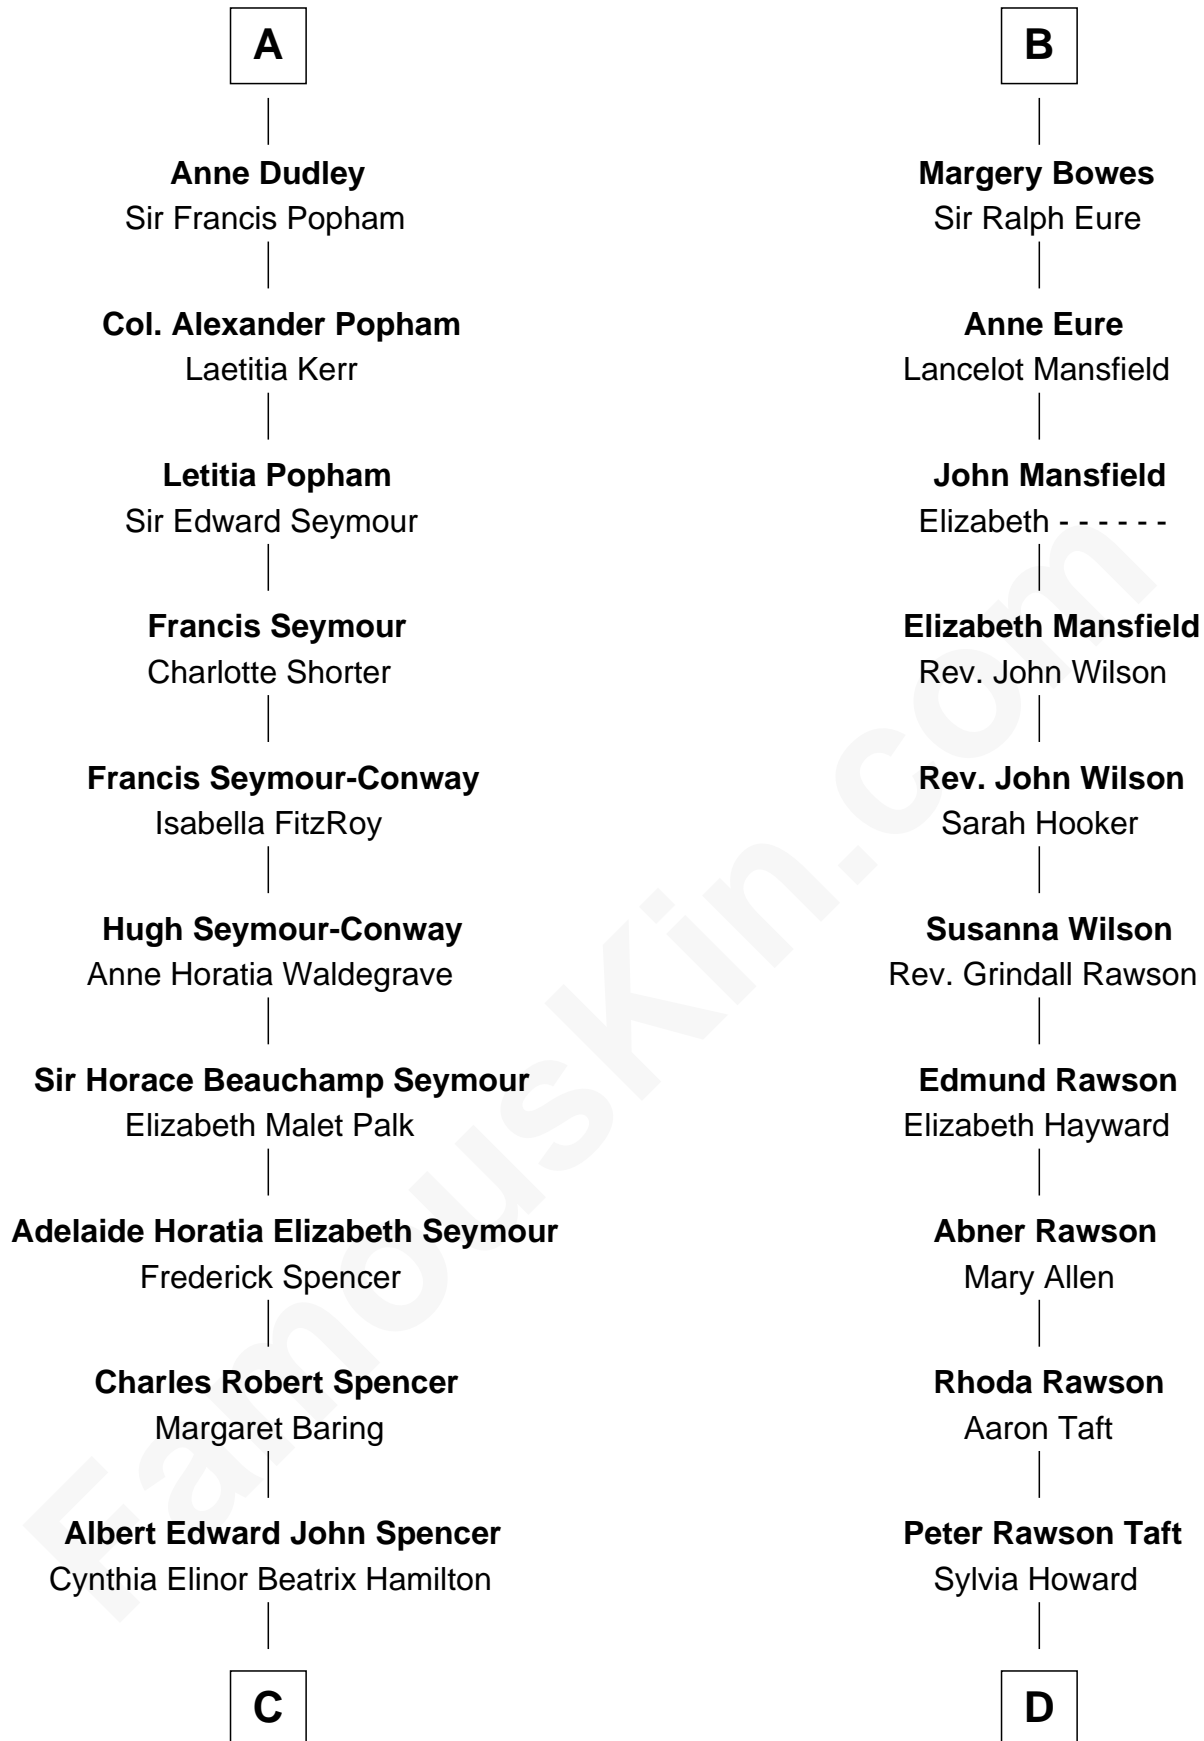 A
Anne Dudley
Sir Francis Popham
Col. Alexander Popham
Laetitia Kerr
Letitia Popham
Sir Edward Seymour
Francis Seymour
Charlotte Shorter
Francis Seymour-Conway
Isabella FitzRoy
Hugh Seymour-Conway
Anne Horatia Waldegrave
Sir Horace Beauchamp Seymour
Elizabeth Malet Palk
Adelaide Horatia Elizabeth Seymour
Frederick Spencer
Charles Robert Spencer
Margaret Baring
Albert Edward John Spencer
Cynthia Elinor Beatrix Hamilton
C
B
Margery Bowes
Sir Ralph Eure
Anne Eure
Lancelot Mansfield
John Mansfield
Elizabeth - - - - - -
Elizabeth Mansfield
Rev. John Wilson
Rev. John Wilson
Sarah Hooker
Susanna Wilson
Rev. Grindall Rawson
Edmund Rawson
Elizabeth Hayward
Abner Rawson
Mary Allen
Rhoda Rawson
Aaron Taft
Peter Rawson Taft
Sylvia Howard
D
FamousKin.com